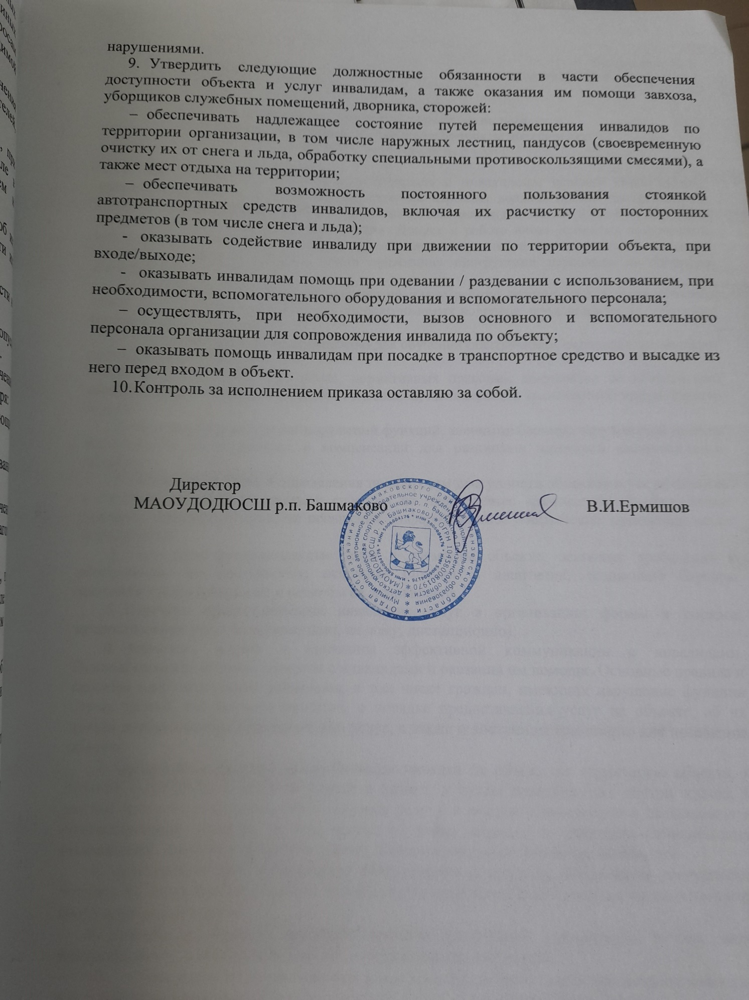 нарушениями.
9. Утвердить следующие должностные обязанности в части обеспечения
доступности объекта и услуг инвалидам, а также оказания им помощи завхоза,
уборщиков служебных помещений, дворника, сторожей:
– обеспечивать надлежащее состояние путей перемещения инвалидов по
территории организации, в том числе наружных лестниц, пандусов (своевременную
очистку их от снега и льда, обработку специальными противоскользящими смесями), а
также мест отдыха на территории;
– обеспечивать возможность постоянного пользования стоянкой
автотранспортных средств инвалидов, включая их расчистку от посторонних
предметов (в том числе снега и льда);
- оказывать содействие инвалиду при движении по территории объекта, при
входе/выходе;
- оказывать инвалидам помощь при одевании / раздевании с использованием, при
необходимости, вспомогательного оборудования и вспомогательного персонала;
– осуществлять, при необходимости, вызов основного и вспомогательного
персонала организации для сопровождения инвалида по объекту;
– оказывать помощь инвалидам при посадке в транспортное средство и высадке из
него перед входом в объект.
10.Контроль за исполнением приказа оставляю за собой.
Директор
МАОУДОДЮСШ р.п. Башмаково
В.И.Ермишов
Отдел образования Башмаковского района Пензенской области *
Муниципальное автономное образовательное учреждение дополнительного образования *
детско-юношеская спортивная школа р. п. Башмаково Пензенской области *
(МАОУДОДЮСШ р. п. Башмаково) * ОГРН 1045800801970 *
ИНН 5806004176 * ИНН 5806004176 * ИНН 5806004176 * ИНН 5806004176 *